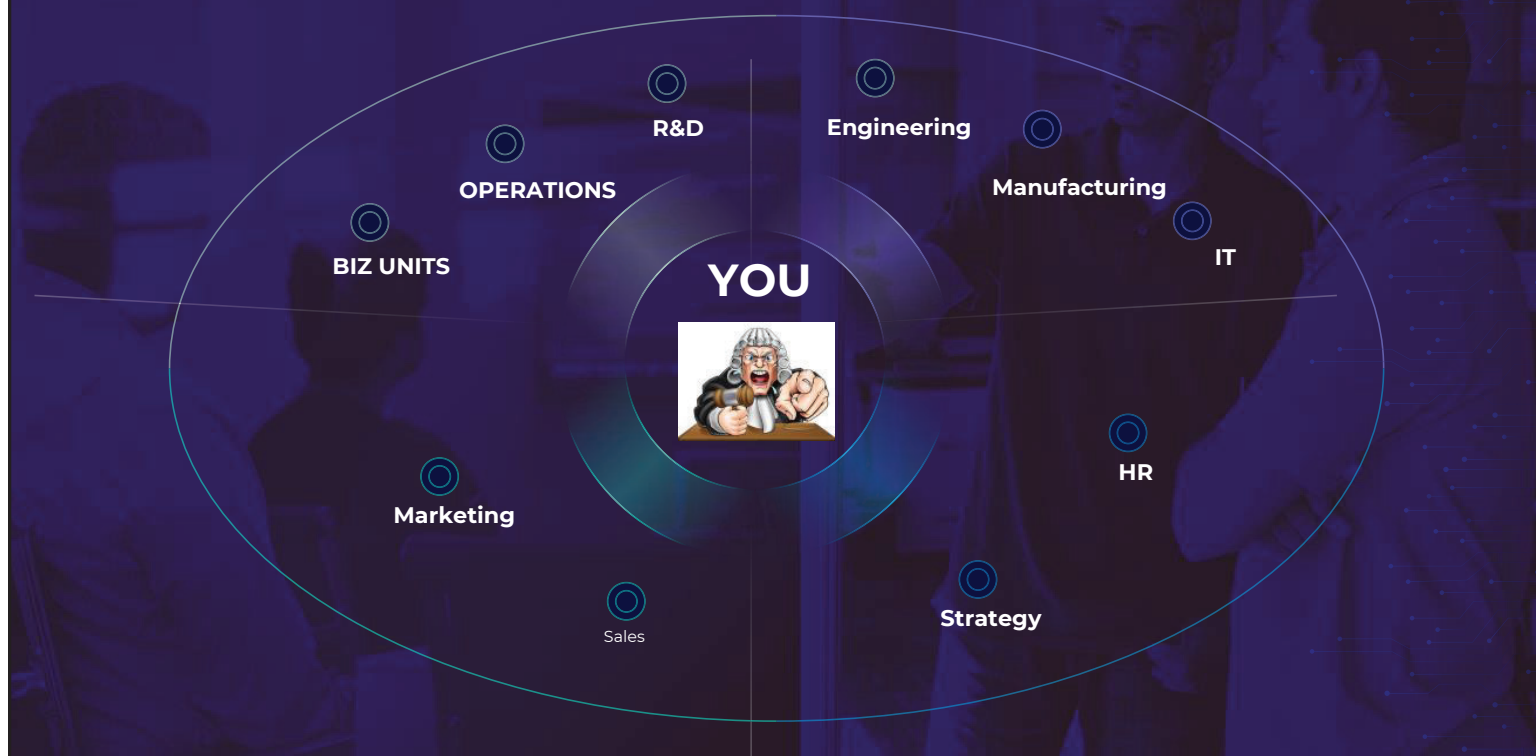 R&D
Engineering
OPERATIONS
Manufacturing
BIZ UNITS
IT
YOU
HR
Marketing
Strategy
Sales